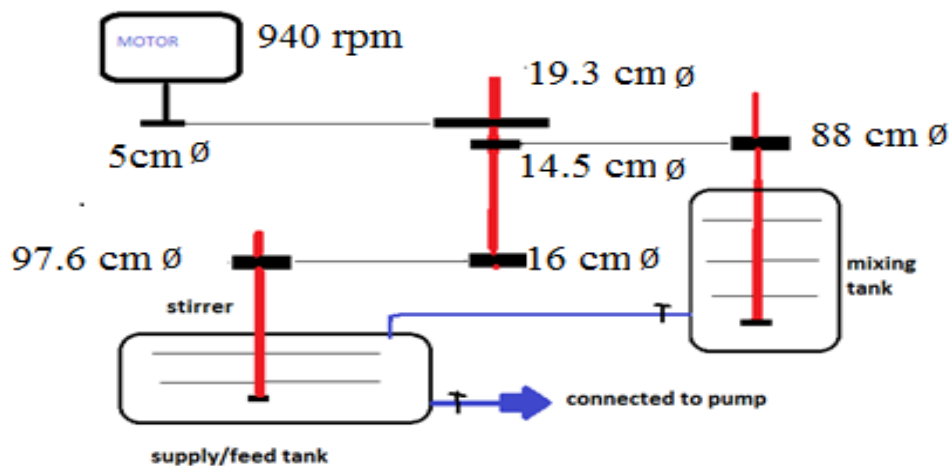 MOTOR
940 rpm
19.3 cm ø
5cm ø
14.5 cm ø
88 cm ø
97.6 cm ø
16 cm ø
mixing
tank
stirrer
connected to pump
supply/feed tank